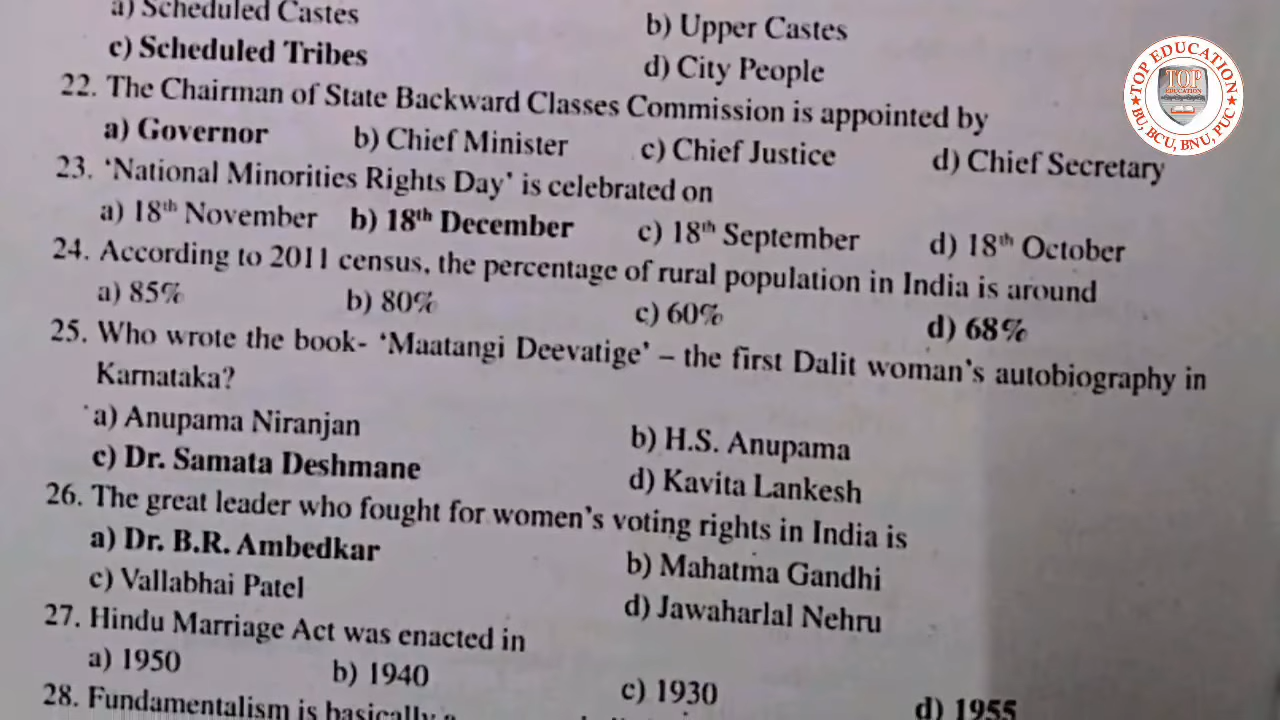 a) Scheduled Castes b) Upper Castes
c) Scheduled Tribes d) City People
22. The Chairman of State Backward Classes Commission is appointed by
a) Governor b) Chief Minister c) Chief Justice d) Chief Secretary
23. 'National Minorities Rights Day' is celebrated on
a) 18th November b) 18th December c) 18th September d) 18th October
24. According to 2011 census, the percentage of rural population in India is around
a) 85% b) 80% c) 60% d) 68%
25. Who wrote the book- 'Maatangi Deevatige' – the first Dalit woman's autobiography in
Karnataka?
a) Anupama Niranjan b) H.S. Anupama
c) Dr. Samata Deshmane d) Kavita Lankesh
26. The great leader who fought for women's voting rights in India is
a) Dr. B.R. Ambedkar b) Mahatma Gandhi
c) Vallabhai Patel d) Jawaharlal Nehru
27. Hindu Marriage Act was enacted in
a) 1950 b) 1940 c) 1930 d) 1955
28. Fundamentalism is basically a
TOP EDUCATION
TOP
EDUCATION
BU, BCU, BNU, PUC